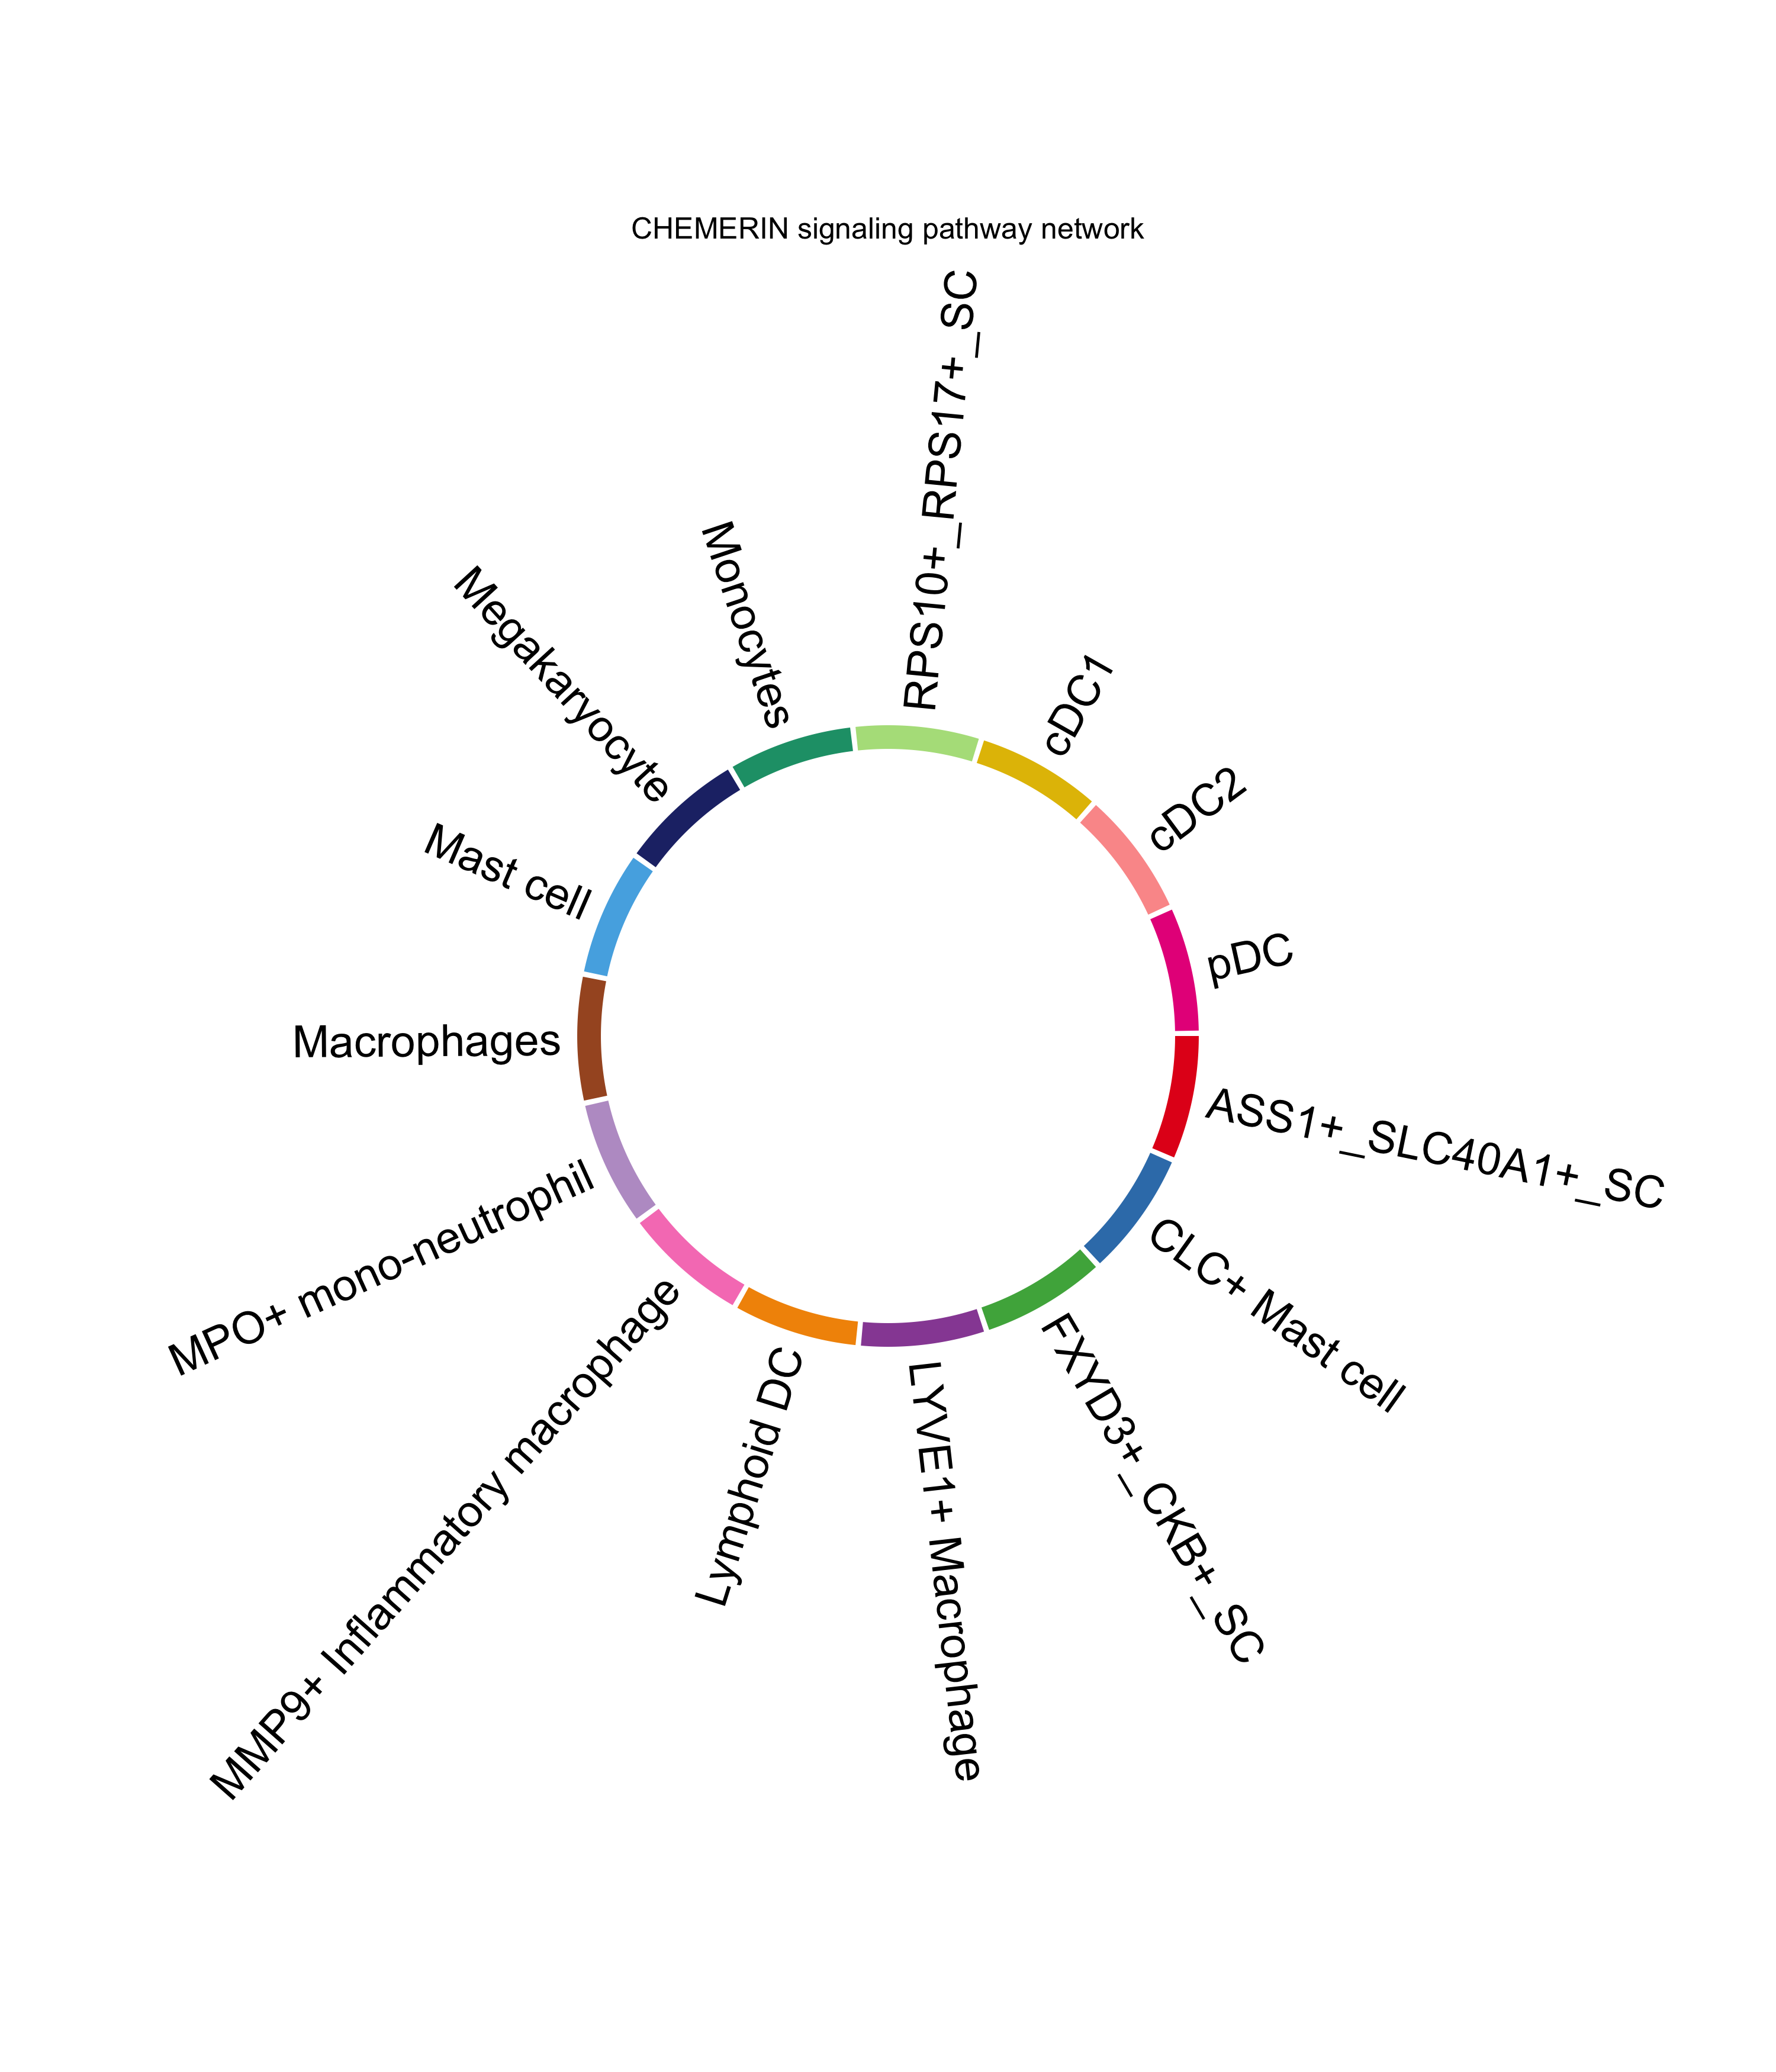 CHEMERIN signaling pathway network
RPS10+_RPS17+_SC
cDC1
cDC2
pDC
ASS1+_SLC40A1+_SC
CLC+ Mast cell
FXYD3+_CKB+_SC
LYVE1+ Macrophage
Lymphoid DC
MMP9+ Inflammatory macrophage
MPO+ mono-neutrophil
Macrophages
Mast cell
Megakaryocyte
Monocytes